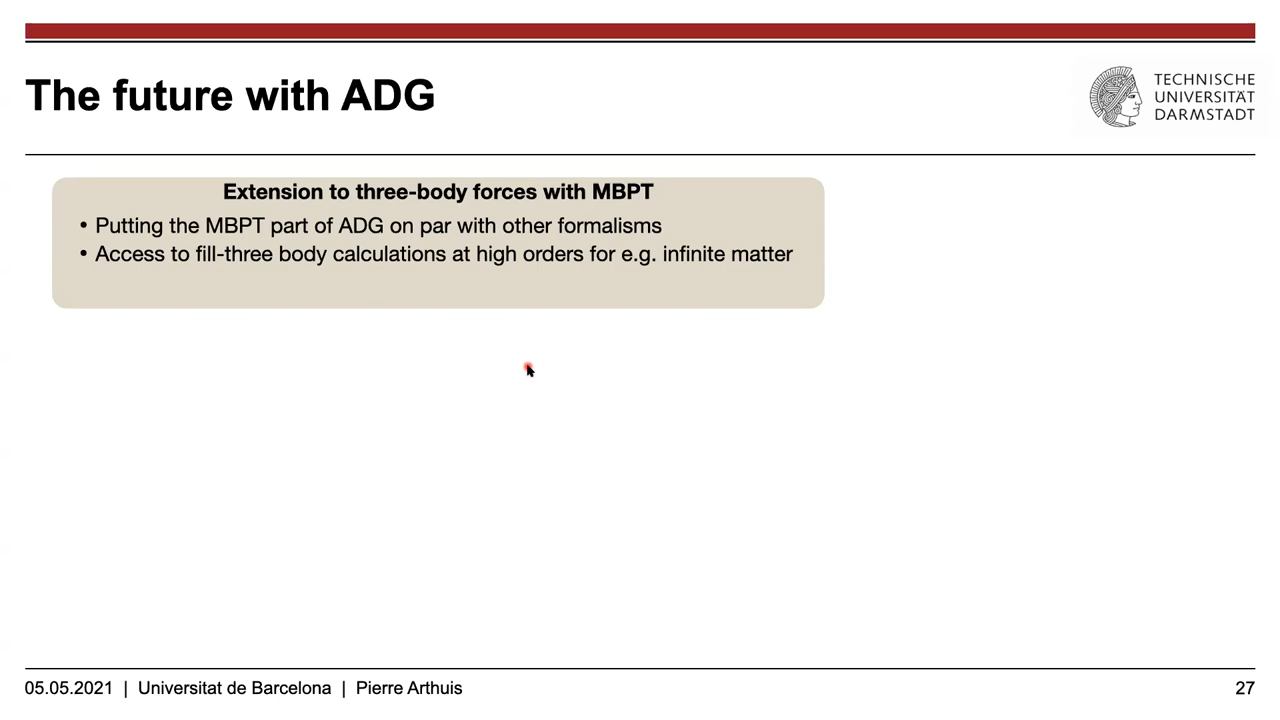 The future with ADG
TECHNISCHE
UNIVERSITÄT
DARMSTADT
Extension to three-body forces with MBPT
• Putting the MBPT part of ADG on par with other formalisms
• Access to fill-three body calculations at high orders for e.g. infinite matter
05.05.2021 | Universitat de Barcelona | Pierre Arthuis
27